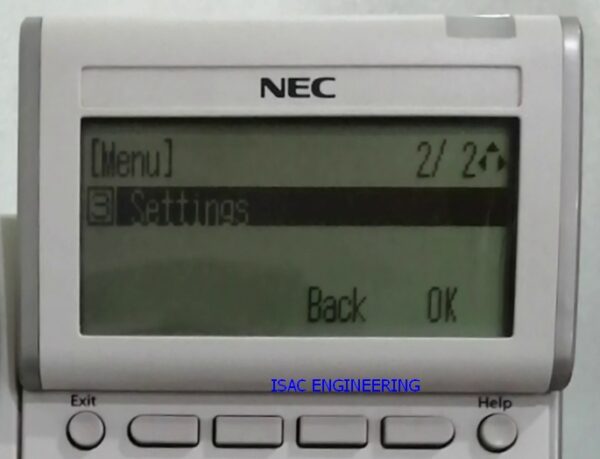 NEC
[Menu] 2/ 2
3 Settings
Back OK
ISAC ENGINEERING
Exit Help